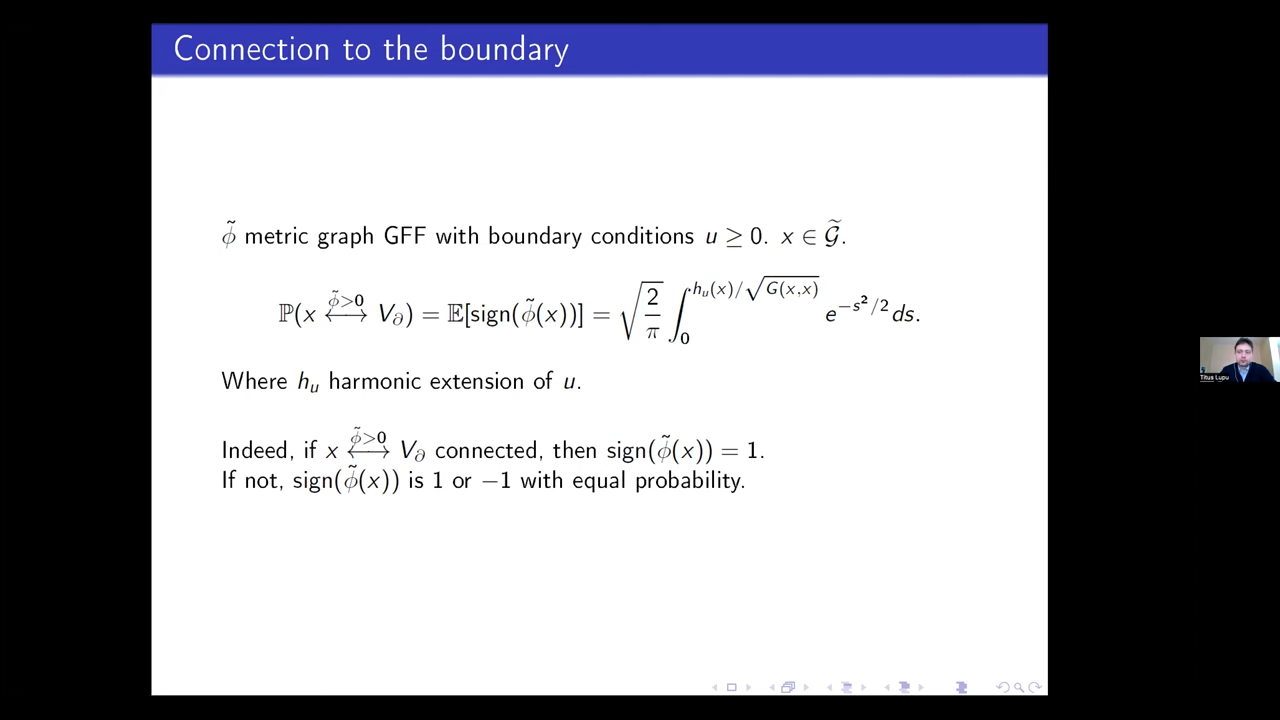 Connection to the boundary
ϕ̃ metric graph GFF with boundary conditions u ≥ 0. x ∈ 𝒢̃.
ℙ(x ⟷^{ϕ̃>0} V_∂) = 𝔼[sign(ϕ̃(x))] = √(2/π) ∫_0^{h_u(x)/√G(x,x)} e^{−s²/2} ds.
Where h_u harmonic extension of u.
Indeed, if x ⟷^{ϕ̃>0} V_∂ connected, then sign(ϕ̃(x)) = 1.
If not, sign(ϕ̃(x)) is 1 or −1 with equal probability.
Titus Lupu